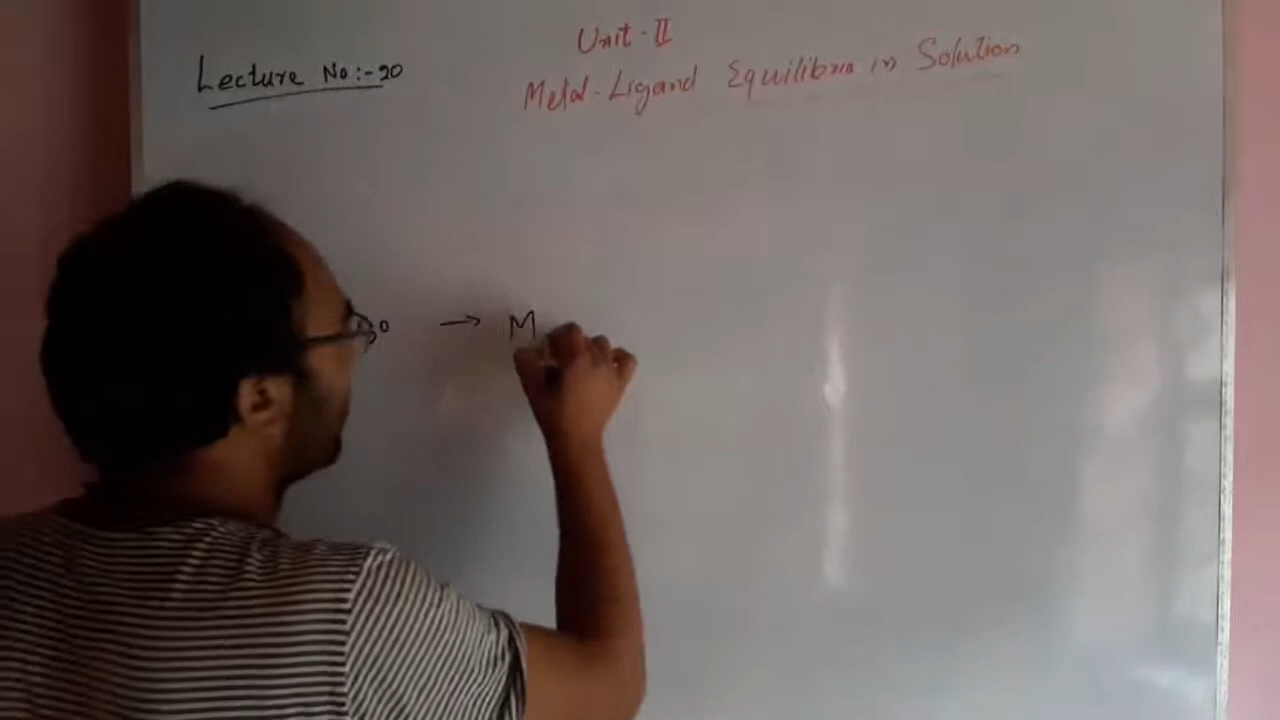 Unit - II
Lecture No :- 20
Metal - Ligand Equilibria in Solution
→ M